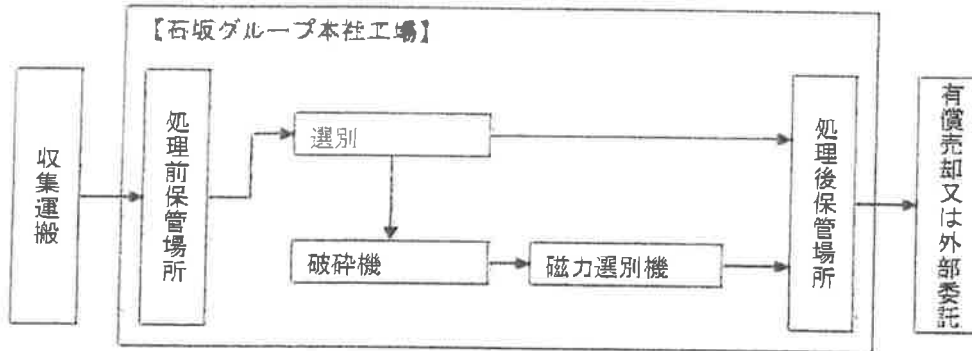 【石坂グループ本社工場】
収集運搬
処理前保管場所
選別
破砕機
磁力選別機
処理後保管場所
有償売却又は外部委託